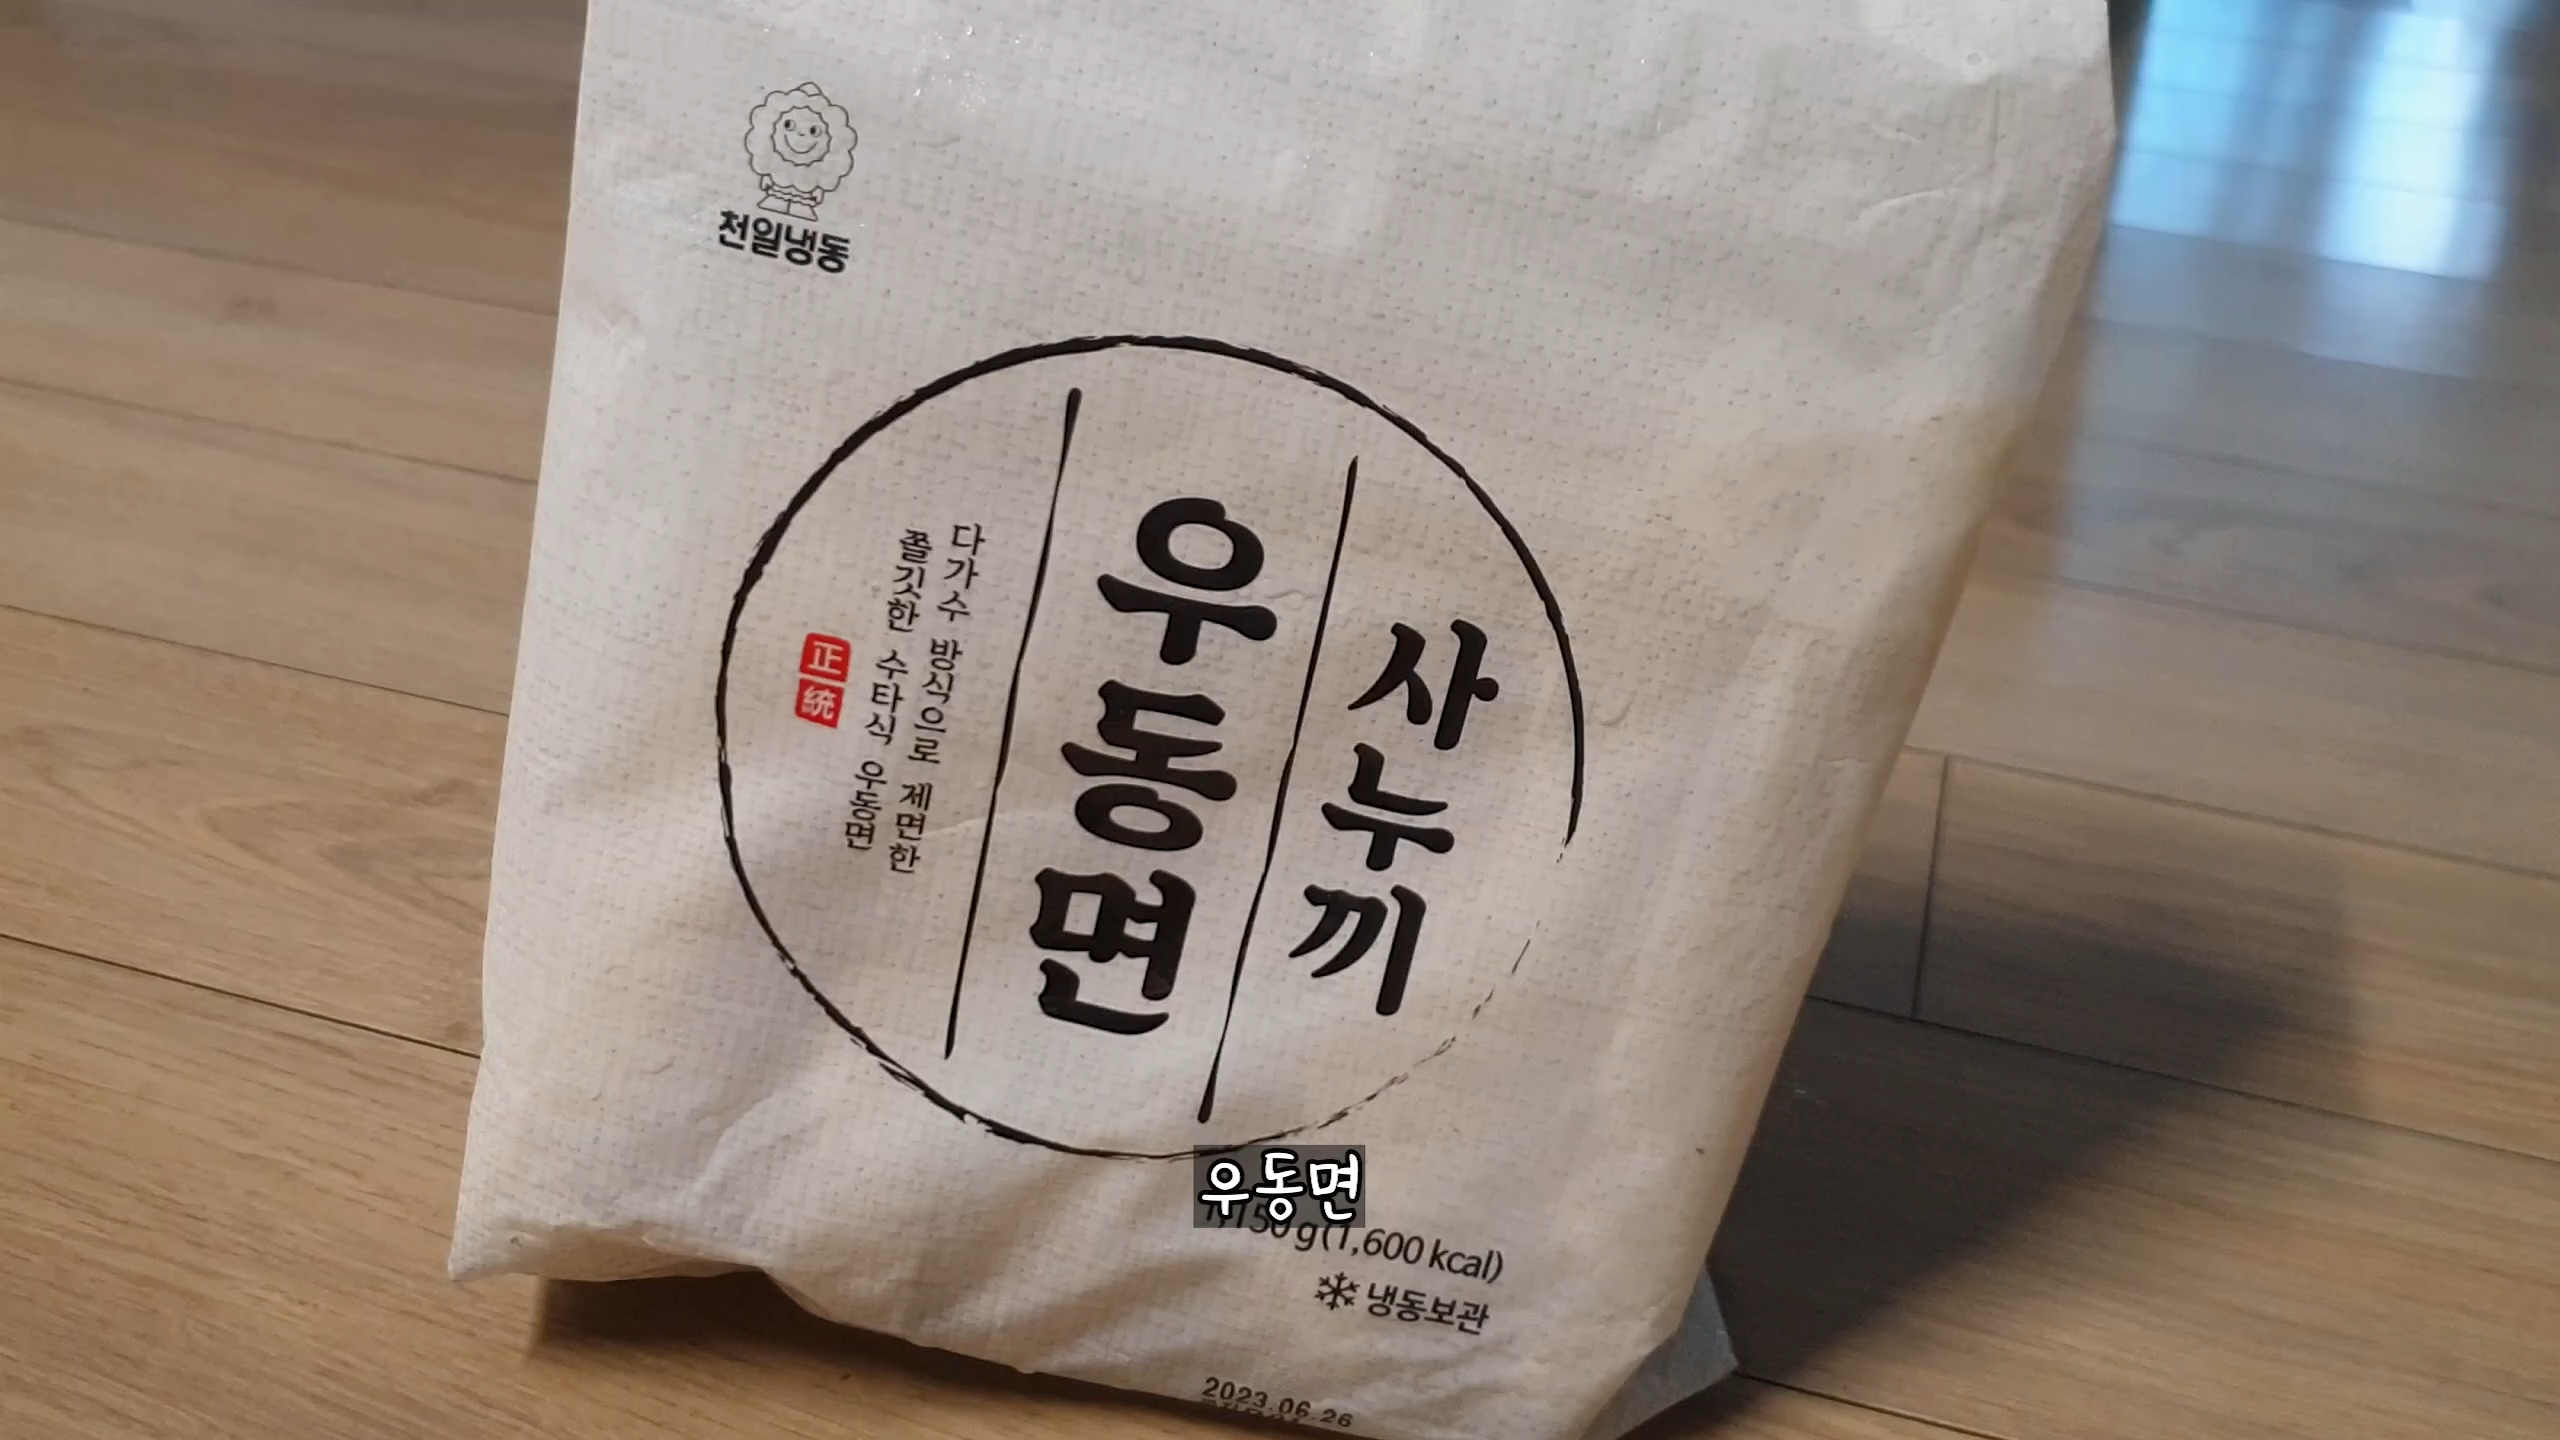 천일냉동
사누끼
우동면
다가수 방식으로 제면한
쫄깃한 수타식 우동면
正統
우동면
150g(1,600 kcal)
냉동보관
2023.06.26